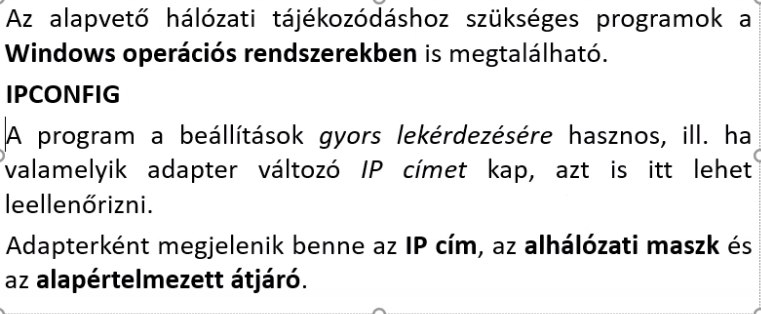 Az alapvető hálózati tájékozódáshoz szükséges programok a
Windows operációs rendszerekben is megtalálható.
IPCONFIG
A program a beállítások gyors lekérdezésére hasznos, ill. ha
valamelyik adapter változó IP címet kap, azt is itt lehet
leellenőrizni.
Adapterként megjelenik benne az IP cím, az alhálózati maszk és
az alapértelmezett átjáró.